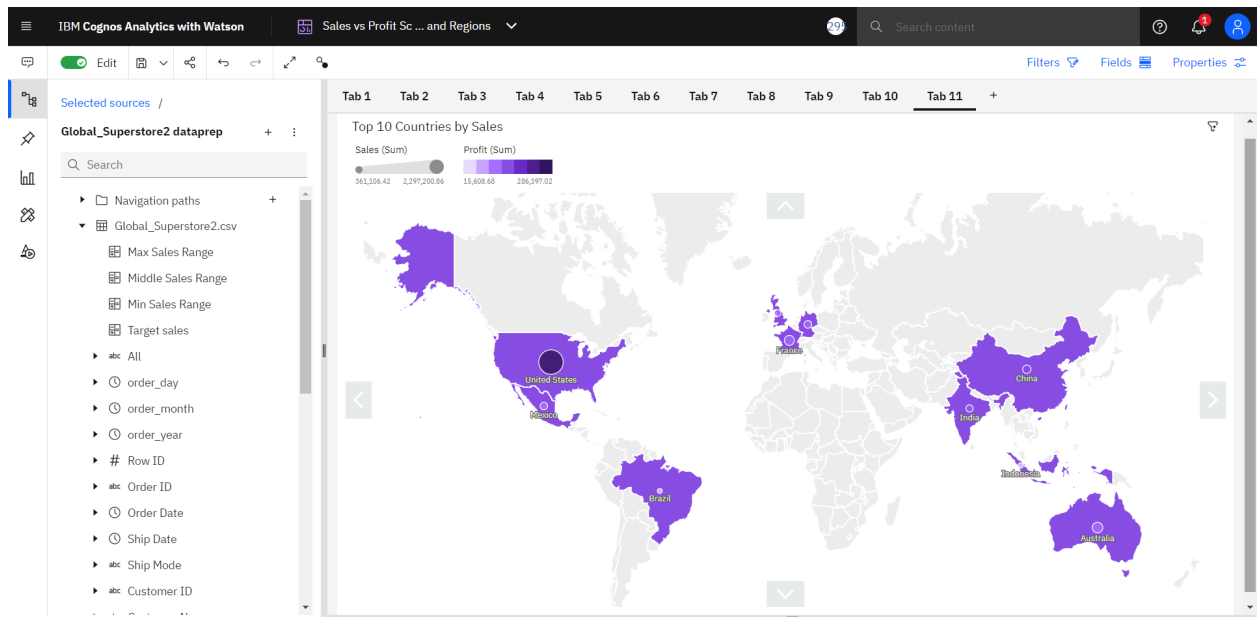 IBM Cognos Analytics with Watson
Sales vs Profit Sc ... and Regions
295
Search content
1
Edit
Filters
Fields
Properties
Selected sources /
Global_Superstore2 dataprep
Search
Navigation paths
Global_Superstore2.csv
Max Sales Range
Middle Sales Range
Min Sales Range
Target sales
abc All
order_day
order_month
order_year
# Row ID
abc Order ID
Order Date
Ship Date
abc Ship Mode
abc Customer ID
Tab 1 Tab 2 Tab 3 Tab 4 Tab 5 Tab 6 Tab 7 Tab 8 Tab 9 Tab 10 Tab 11 +
Top 10 Countries by Sales
Sales (Sum) Profit (Sum)
361,106.42 2,297,200.86 15,608.68 286,397.02
United States
Mexico
Brazil
France
China
India
Indonesia
Australia